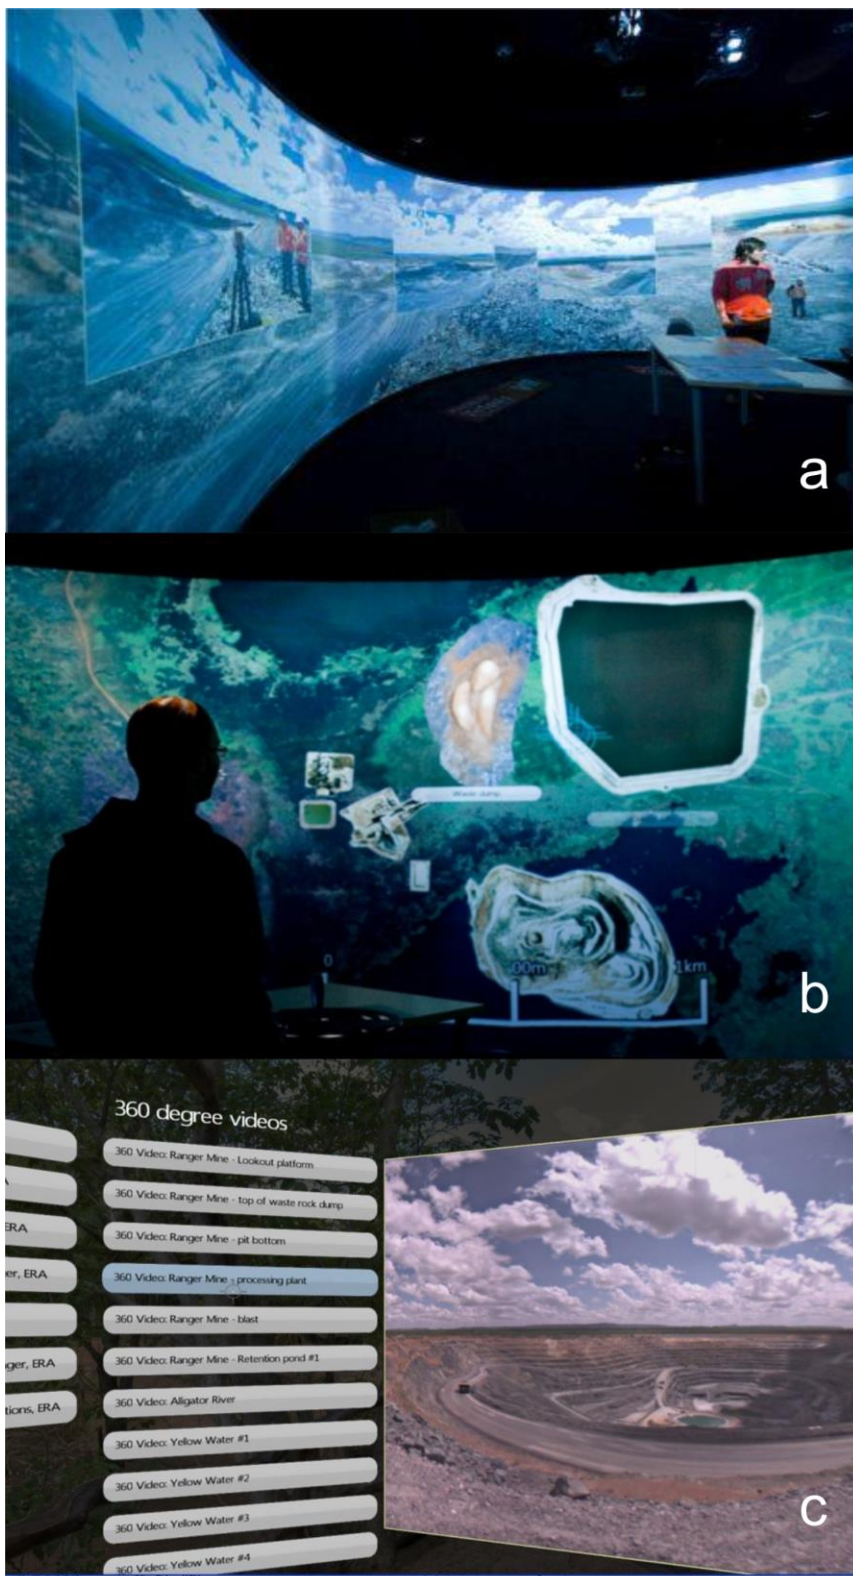 a
Waste dump
0
00m
1km
b
360 degree videos
360 Video: Ranger Mine - Lookout platform
360 Video: Ranger Mine - top of waste rock dump
360 Video: Ranger Mine - pit bottom
360 Video: Ranger Mine - processing plant
360 Video: Ranger Mine - blast
360 Video: Ranger Mine - Retention pond #1
360 Video: Aligator River
360 Video: Yellow Water #1
360 Video: Yellow Water #2
360 Video: Yellow Water #3
360 Video: Yellow Water #4
ERA
er, ERA
ger, ERA
tions, ERA
c